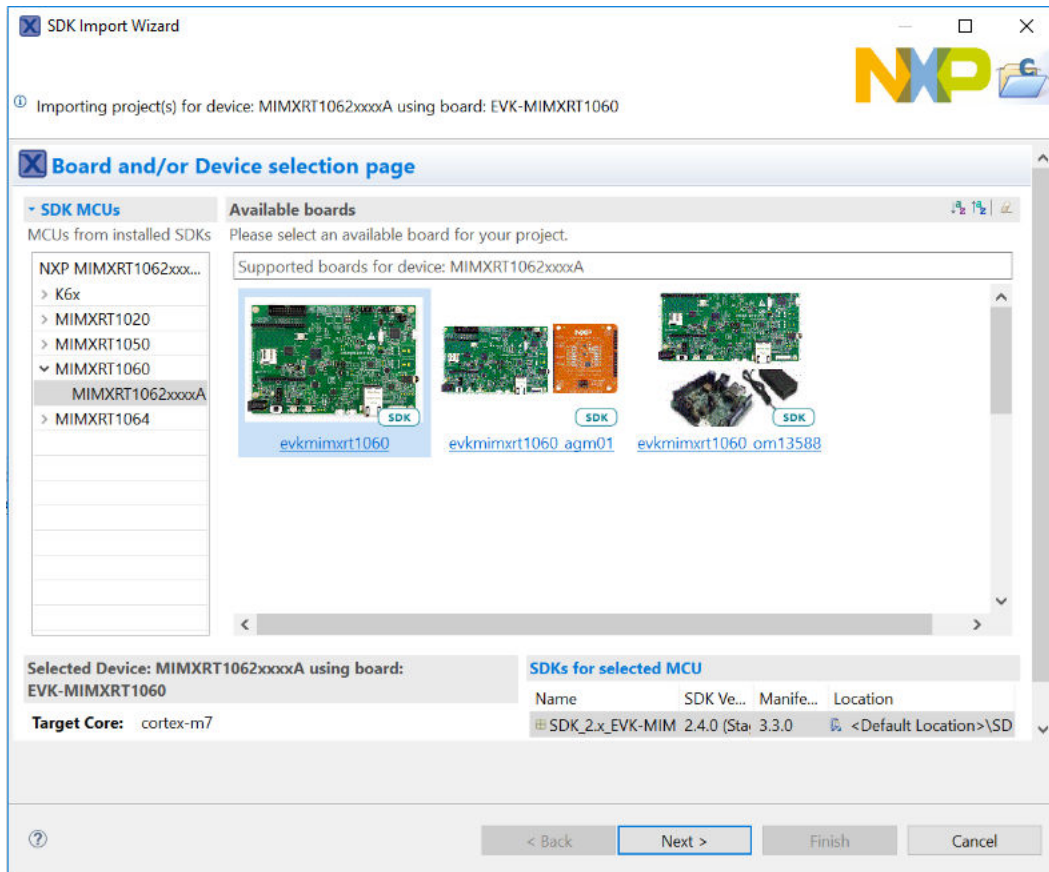 SDK Import Wizard
NXP
Importing project(s) for device: MIMXRT1062xxxxA using board: EVK-MIMXRT1060
Board and/or Device selection page
SDK MCUs
MCUs from installed SDKs
NXP MIMXRT1062xxx...
K6x
MIMXRT1020
MIMXRT1050
MIMXRT1060
MIMXRT1062xxxxA
MIMXRT1064
Available boards
Please select an available board for your project.
Supported boards for device: MIMXRT1062xxxxA
SDK
SDK
SDK
evkmimxrt1060
evkmimxrt1060_agm01
evkmimxrt1060_om13588
Selected Device: MIMXRT1062xxxxA using board:
EVK-MIMXRT1060
Target Core: cortex-m7
SDKs for selected MCU
Name SDK Ve... Manife... Location
SDK_2.x_EVK-MIM 2.4.0 (Sta 3.3.0 <Default Location>\SD
< Back Next > Finish Cancel